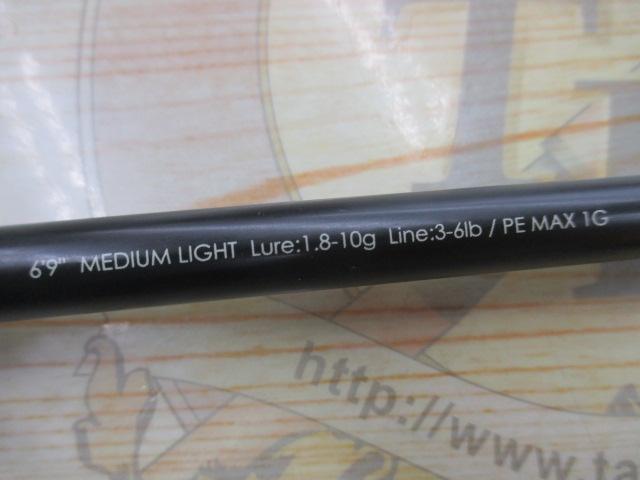 6'9" MEDIUM LIGHT Lure:1.8-10g Line:3-6lb / PE MAX 1G
http://www.ta